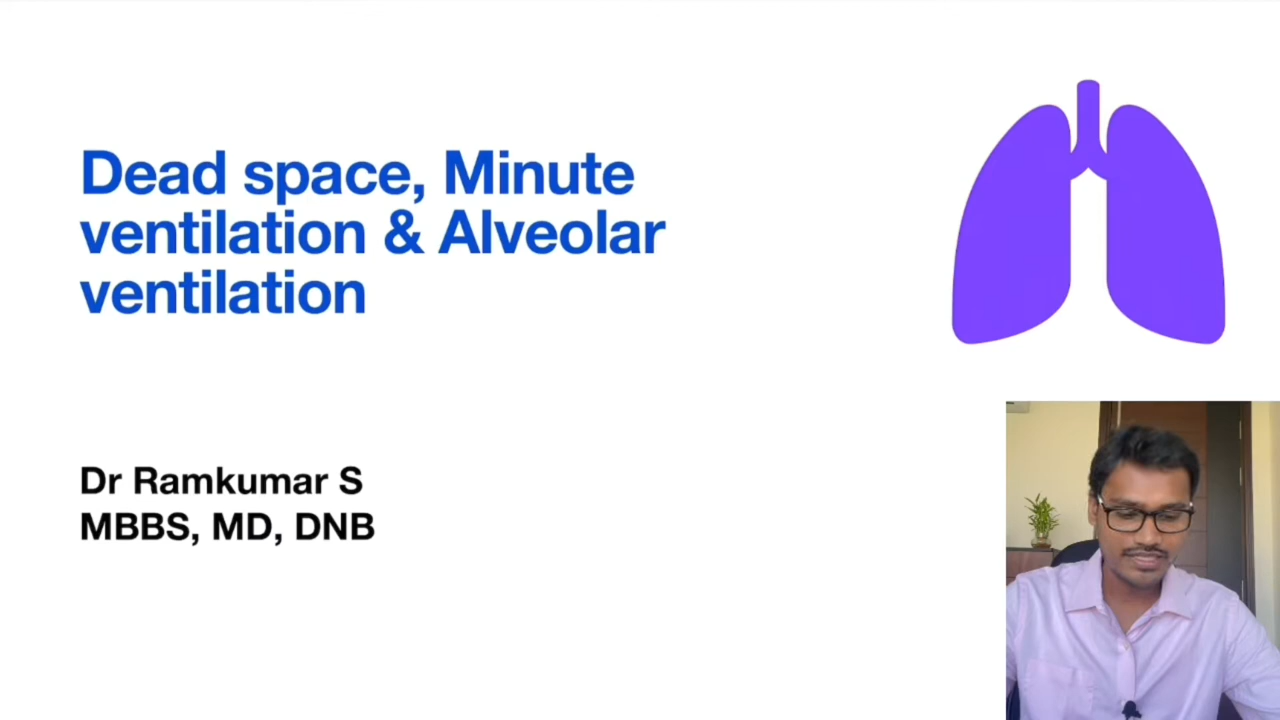 Dead space, Minute
ventilation & Alveolar
ventilation
Dr Ramkumar S
MBBS, MD, DNB